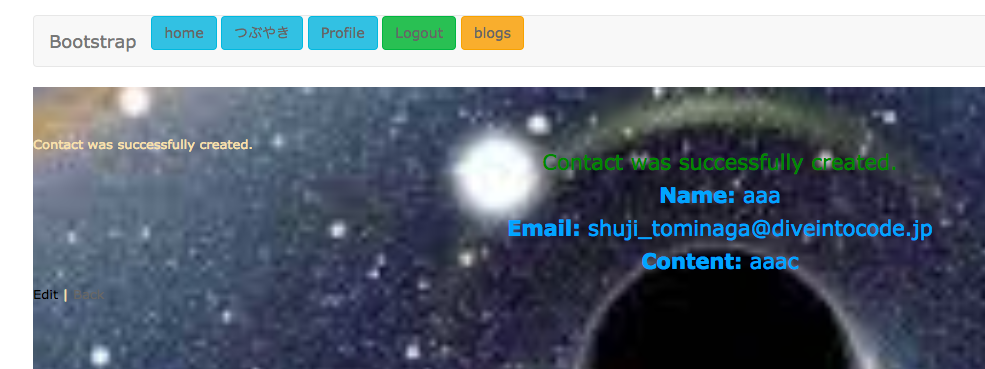 Bootstrap home つぶやき Profile Logout blogs
Contact was successfully created.
Contact was successfully created.
Name: aaa
Email: shuji_tominaga@diveintocode.jp
Content: aaac
Edit | Back